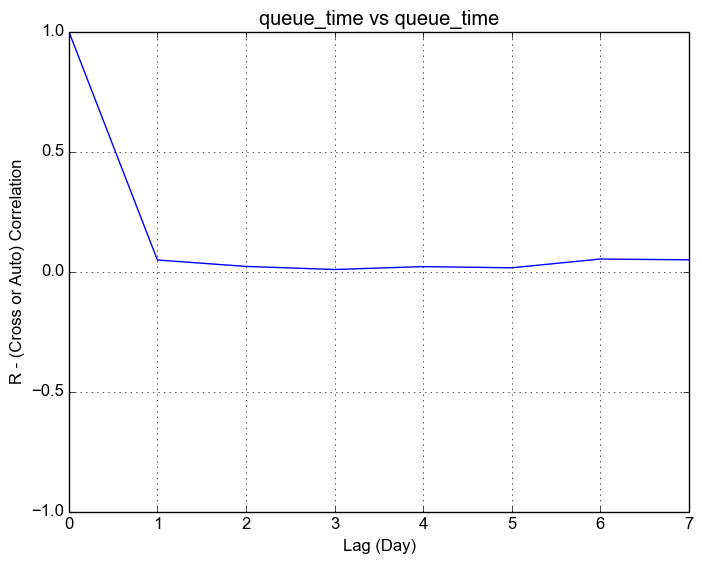 queue_time vs queue_time
R - (Cross or Auto) Correlation
1.0
0.5
0.0
−0.5
−1.0
0 1 2 3 4 5 6 7
Lag (Day)